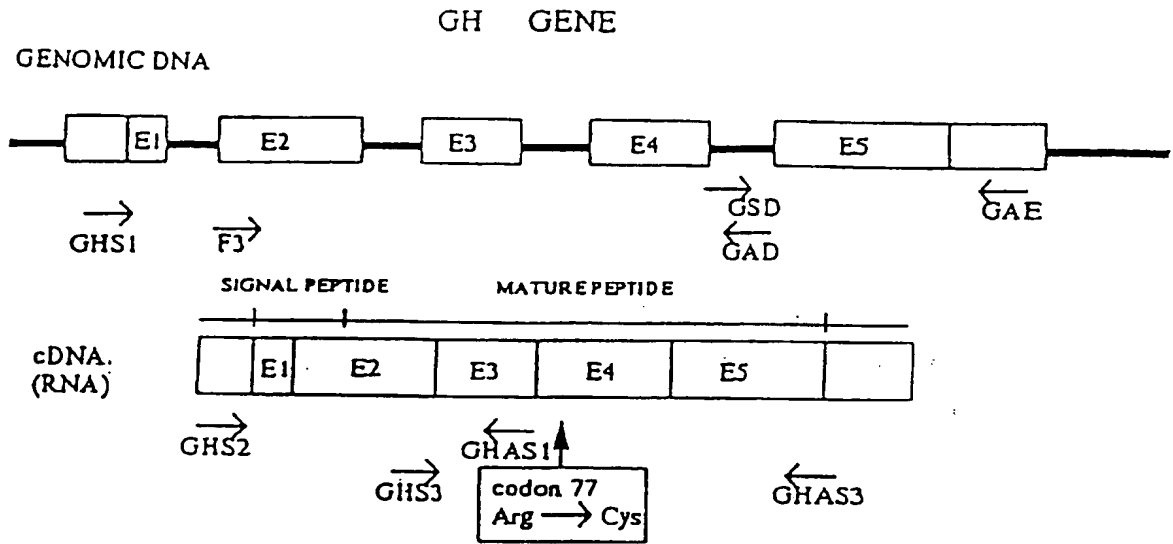 GH GENE
GENOMIC DNA
E1 E2 E3 E4 E5
GSD GAE
GHS1 F3 GAD
SIGNAL PEPTIDE MATURE PEPTIDE
cDNA.
(RNA)
E1 E2 E3 E4 E5
GHS2 GHAS1
GHS3 GHAS3
codon 77
Arg → Cys